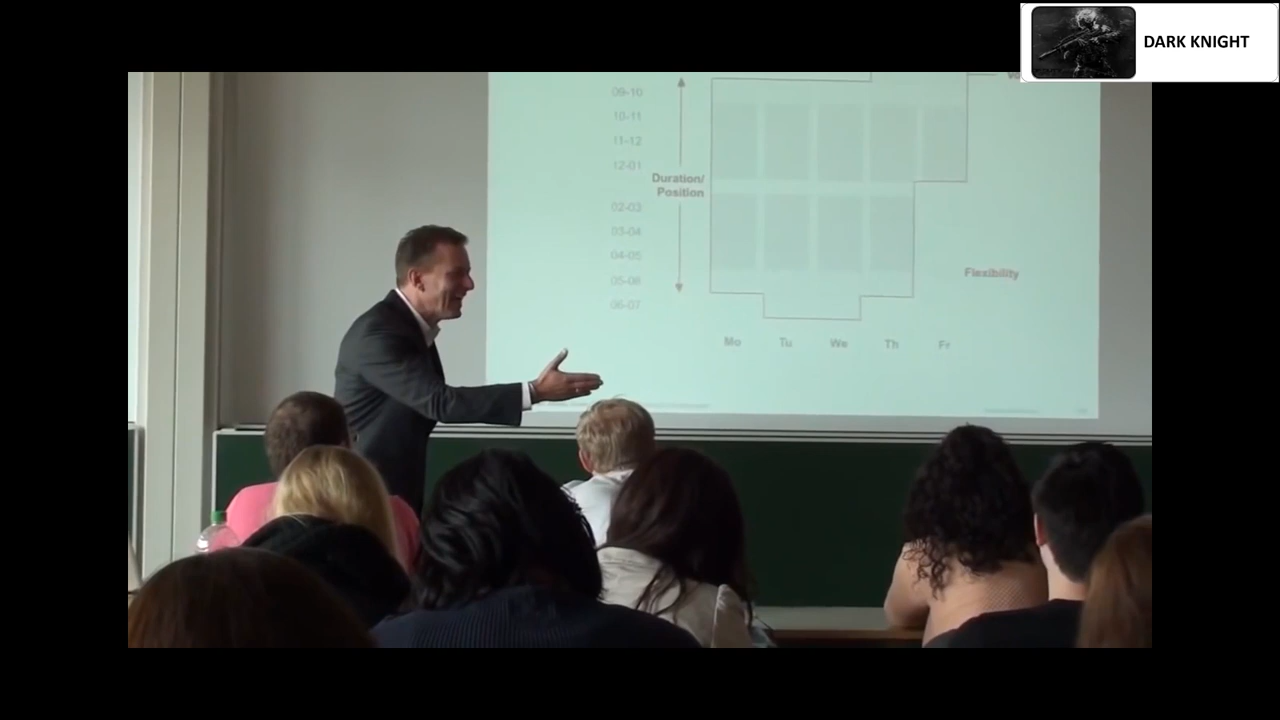 DARK KNIGHT
09-10
10-11
11-12
12-01
Duration/
Position
02-03
03-04
04-05
05-06
Flexibility
06-07
Mo Tu We Th Fr